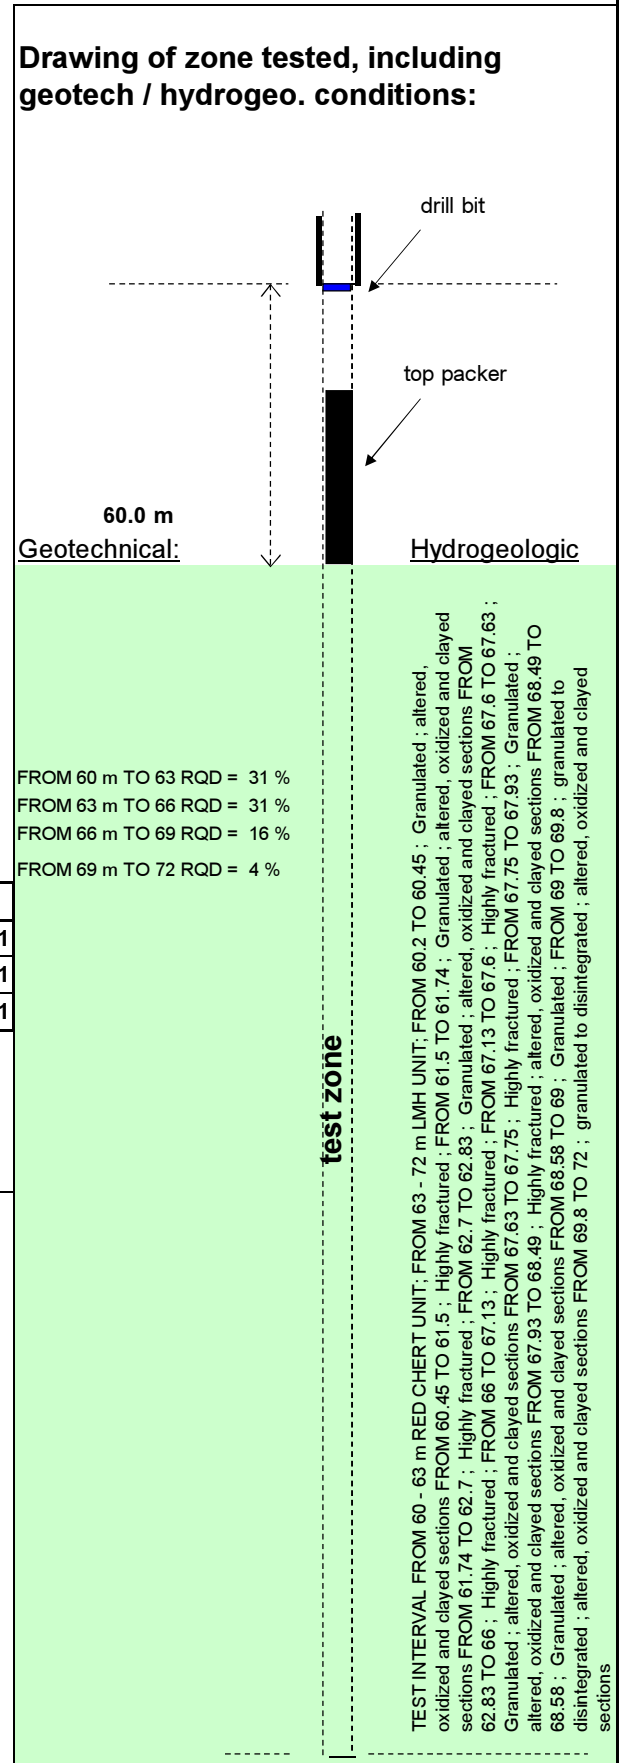 Drawing of zone tested, including
geotech / hydrogeo. conditions:
drill bit
top packer
60.0 m
Geotechnical:
Hydrogeologic
FROM 60 m TO 63 RQD = 31 %
FROM 63 m TO 66 RQD = 31 %
FROM 66 m TO 69 RQD = 16 %
FROM 69 m TO 72 RQD = 4 %
1
1
1
test zone
TEST INTERVAL FROM 60 - 63 m RED CHERT UNIT; FROM 63 - 72 m LMH UNIT; FROM 60.2 TO 60.45 ; Granulated ; altered,
oxidized and clayed sections FROM 60.45 TO 61.5 ; Highly fractured ; FROM 61.5 TO 61.74 ; Granulated ; altered, oxidized and clayed
sections FROM 61.74 TO 62.7 ; Highly fractured ; FROM 62.7 TO 62.83 ; Granulated ; altered, oxidized and clayed sections FROM
62.83 TO 66 ; Highly fractured ; FROM 66 TO 67.13 ; Highly fractured ; FROM 67.13 TO 67.6 ; Highly fractured ; FROM 67.6 TO 67.63 ;
Granulated ; altered, oxidized and clayed sections FROM 67.63 TO 67.75 ; Highly fractured ; FROM 67.75 TO 67.93 ; Granulated ;
altered, oxidized and clayed sections FROM 67.93 TO 68.49 ; Highly fractured ; altered, oxidized and clayed sections FROM 68.49 TO
68.58 ; Granulated ; altered, oxidized and clayed sections FROM 68.58 TO 69 ; Granulated ; FROM 69 TO 69.8 ; granulated to
disintegrated ; altered, oxidized and clayed sections FROM 69.8 TO 72 ; granulated to disintegrated ; altered, oxidized and clayed
sections